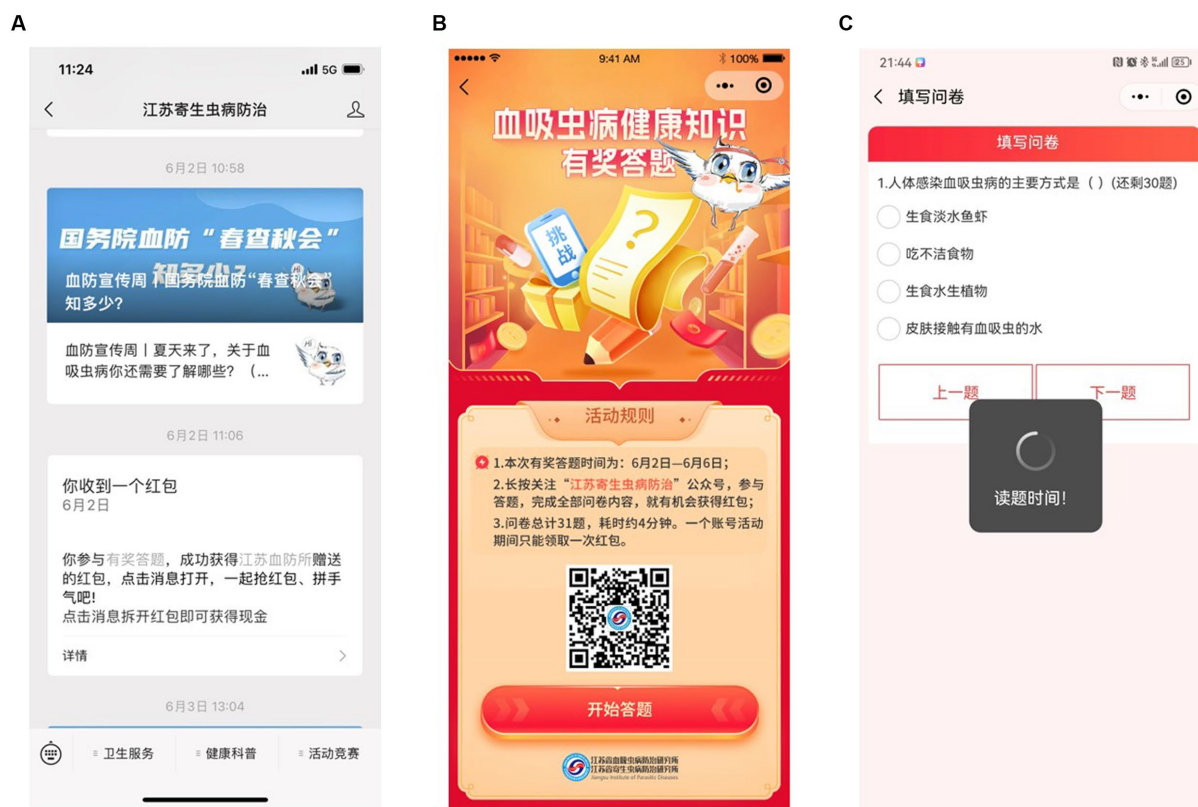 A
11:24
5G
江苏寄生虫病防治
6月2日 10:58
国务院血防“春查秋会”
知多少?
血防宣传周丨国务院血防“春查秋会”
知多少?
血防宣传周丨夏天来了，关于血
吸虫病你还需要了解哪些？（...
6月2日 11:06
你收到一个红包
6月2日
你参与有奖答题，成功获得江苏血防所赠送
的红包，点击消息打开，一起抢红包、拼手
气吧!
点击消息拆开红包即可获得现金
详情
6月3日 13:04
卫生服务
健康科普
活动竞赛
B
9:41 AM
100%
血吸虫病健康知识
有奖答题
挑战
?
活动规则
1.本次有奖答题时间为：6月2日—6月6日；
2.长按关注“江苏寄生虫病防治”公众号，参与
答题，完成全部问卷内容，就有机会获得红包；
3.问卷总计31题，耗时约4分钟。一个账号活动
期间只能领取一次红包。
开始答题
江苏省血吸虫病防治研究所
江苏省寄生虫病防治研究所
Jiangsu Institute of Parasitic Diseases
C
21:44
25
填写问卷
填写问卷
1.人体感染血吸虫病的主要方式是（ ）(还剩30题)
生食淡水鱼虾
吃不洁食物
生食水生植物
皮肤接触有血吸虫的水
上一题
下一题
读题时间！